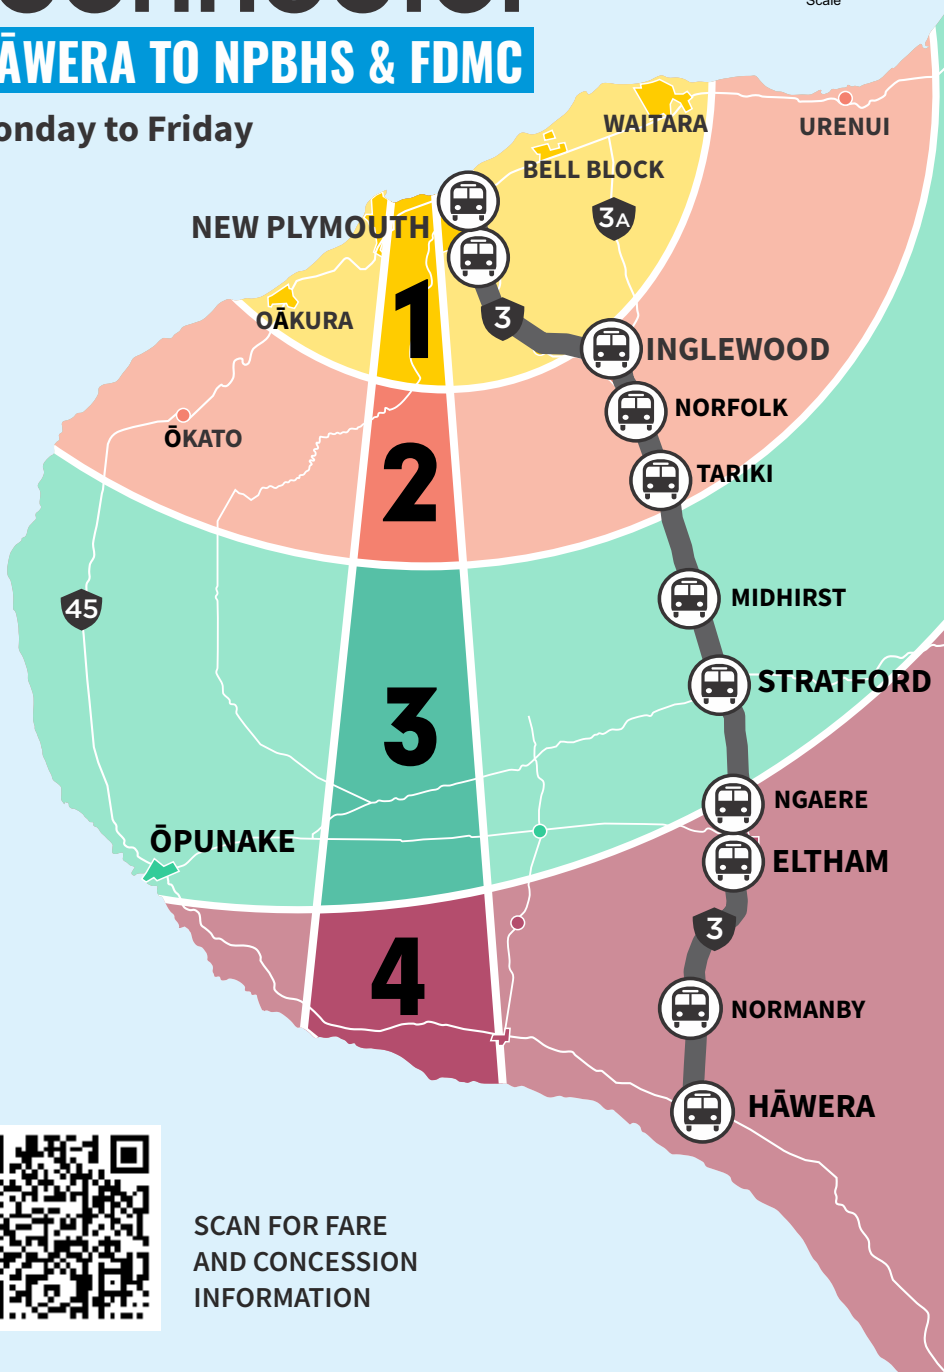 Scale
ĀWERA TO NPBHS & FDMC
onday to Friday
WAITARA
URENUI
BELL BLOCK
NEW PLYMOUTH
3A
1
3
OĀKURA
INGLEWOOD
NORFOLK
ŌKATO
2
TARIKI
MIDHIRST
45
STRATFORD
3
NGAERE
ŌPUNAKE
ELTHAM
3
4
NORMANBY
HĀWERA
SCAN FOR FARE
AND CONCESSION
INFORMATION